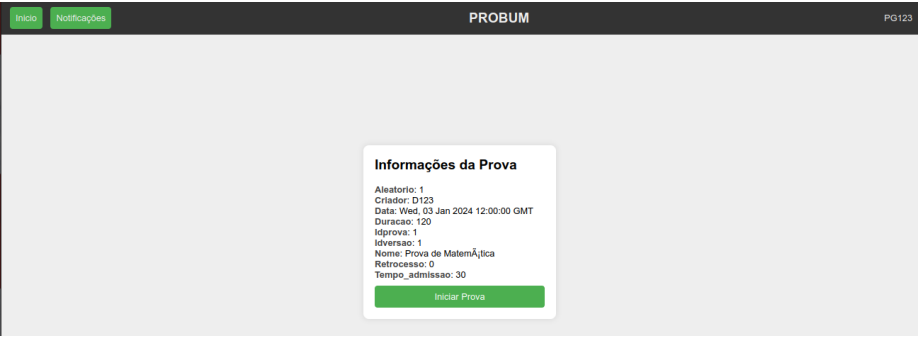 Início Notificações PROBUM PG123
Informações da Prova
Aleatorio: 1
Criador: D123
Data: Wed, 03 Jan 2024 12:00:00 GMT
Duracao: 120
Idprova: 1
Idversao: 1
Nome: Prova de MatemÃ¡tica
Retrocesso: 0
Tempo_admissao: 30
Iniciar Prova